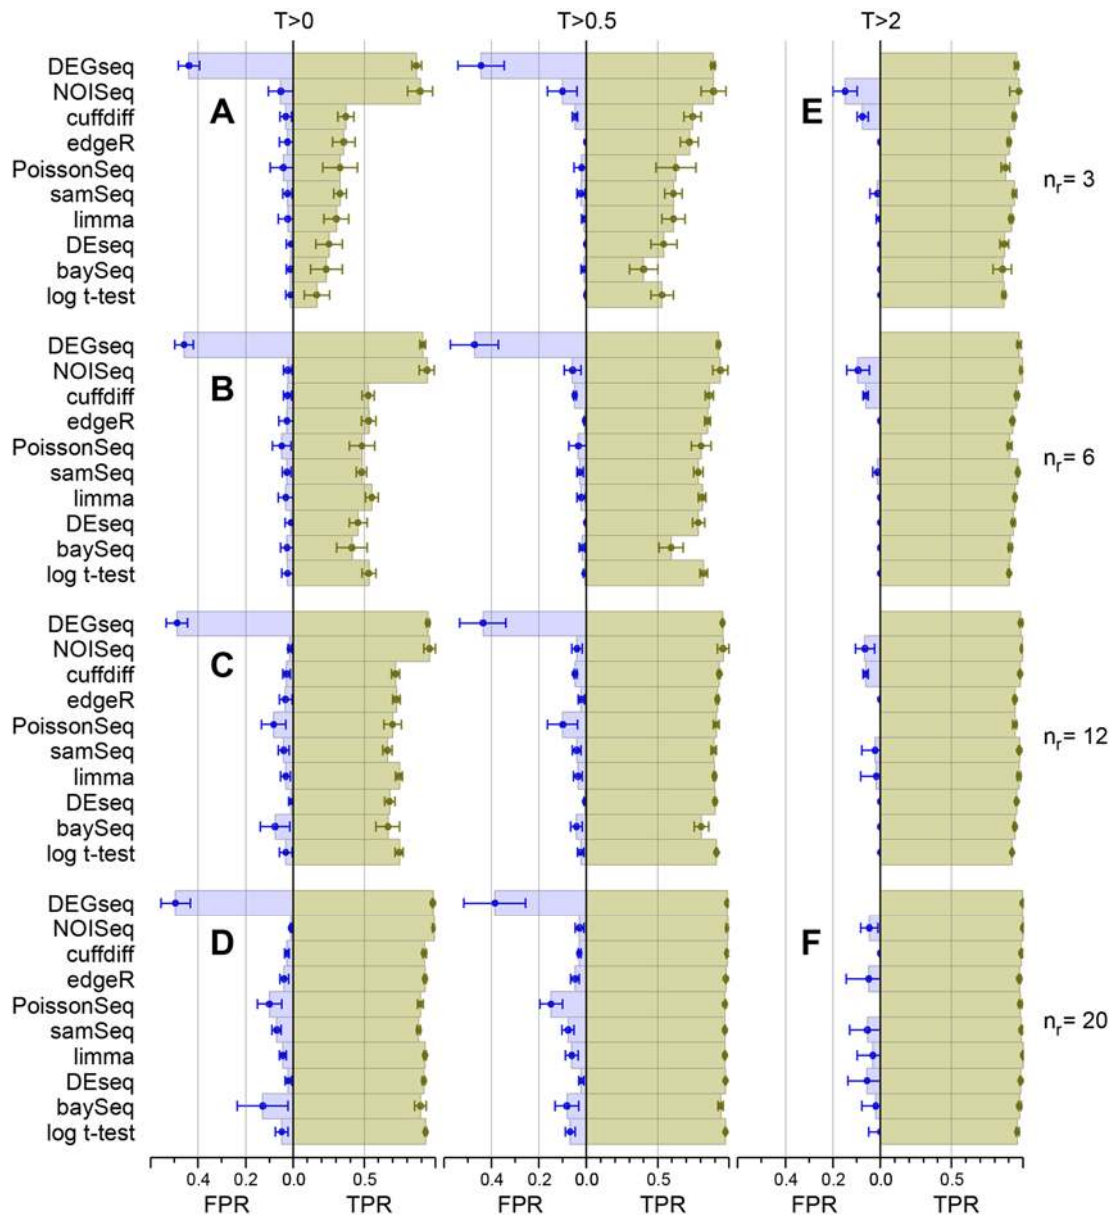 T>0 T>0.5 T>2
DEGseq
NOISeq
A E
cuffdiff
edgeR
PoissonSeq
nr= 3
samSeq
limma
DEseq
baySeq
log t-test
DEGseq
NOISeq
B
cuffdiff
edgeR
PoissonSeq
nr= 6
samSeq
limma
DEseq
baySeq
log t-test
DEGseq
NOISeq
C
cuffdiff
edgeR
PoissonSeq
nr= 12
samSeq
limma
DEseq
baySeq
log t-test
DEGseq
NOISeq
D F
cuffdiff
edgeR
PoissonSeq
nr= 20
samSeq
limma
DEseq
baySeq
log t-test
0.4 0.2 0.0 0.5 0.4 0.2 0.0 0.5 0.4 0.2 0.0 0.5
FPR TPR FPR TPR FPR TPR